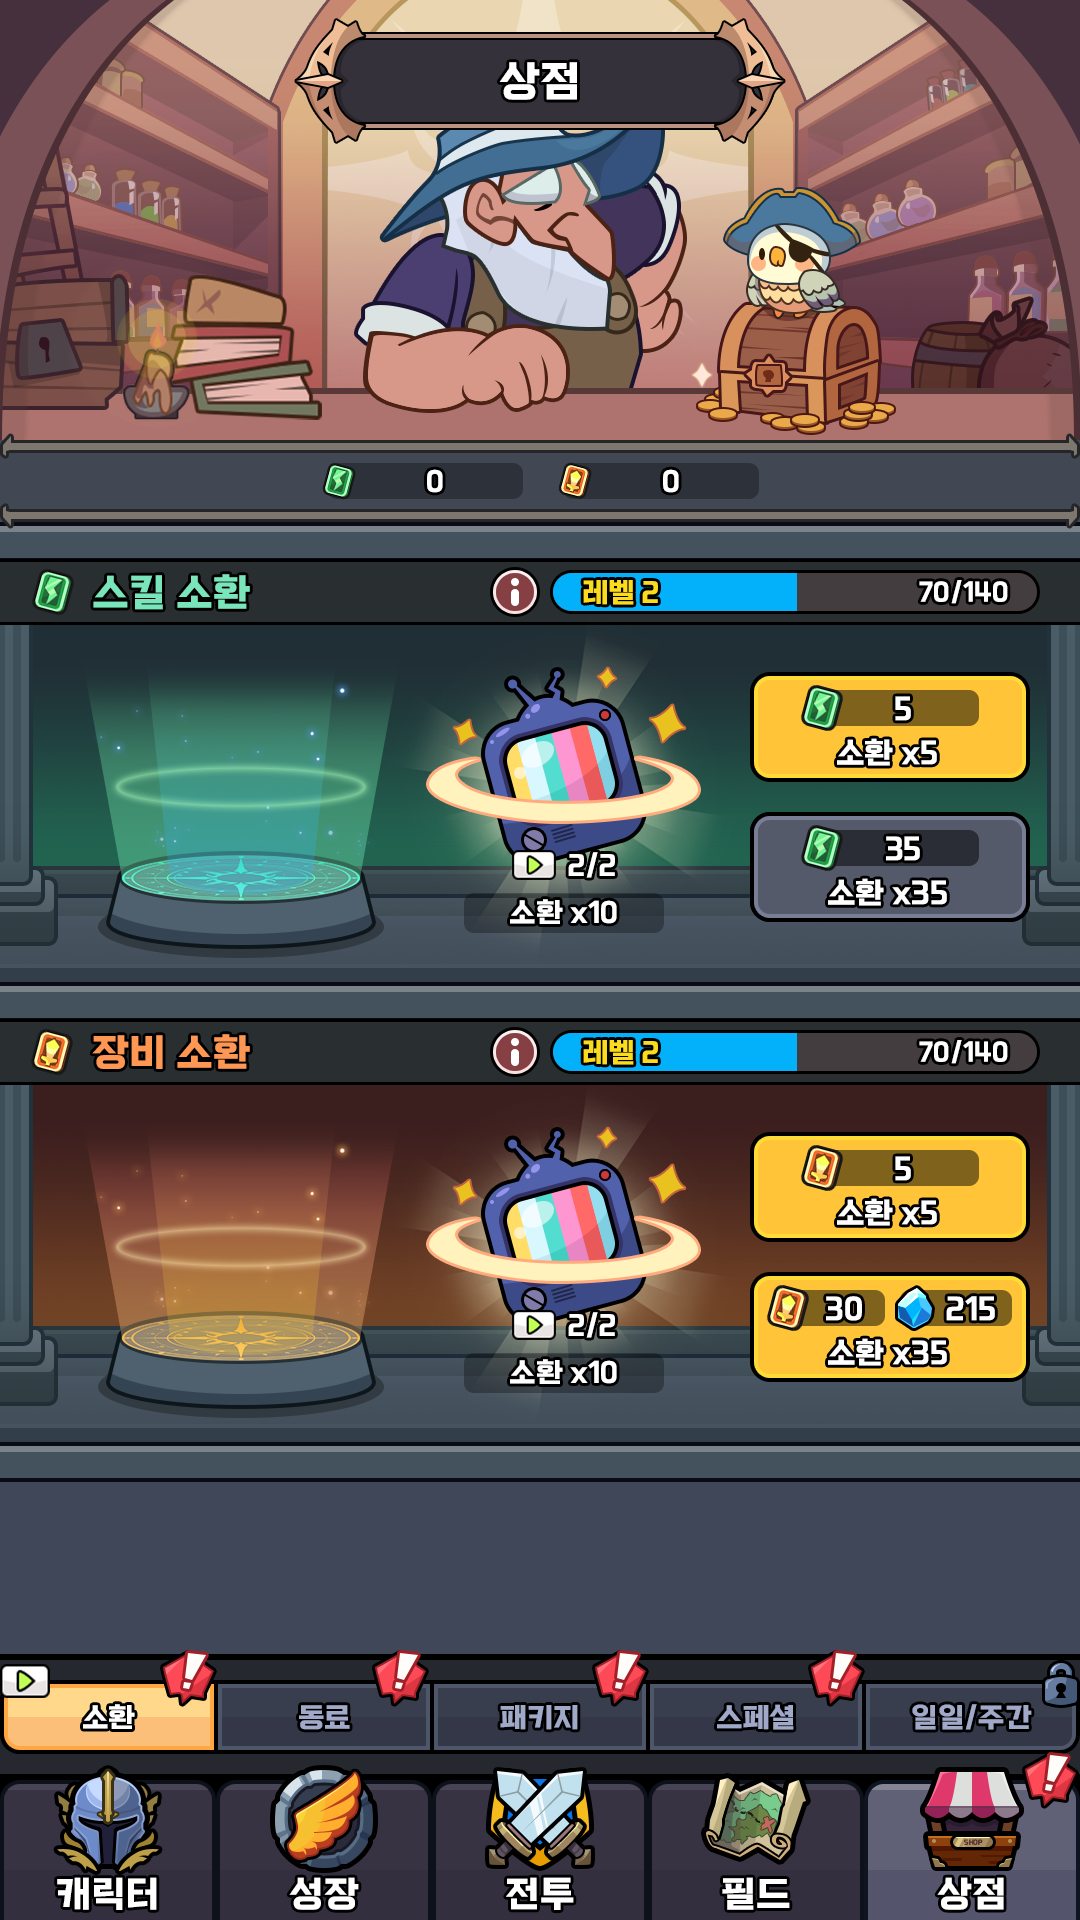 상점
0 0
스킬 소환 레벨 2 70/140
5
소환 x5
2/2
소환 x10
35
소환 x35
장비 소환 레벨 2 70/140
5
소환 x5
2/2
소환 x10
30 215
소환 x35
소환 동료 패키지 스페셜 일일/주간
SHOP
캐릭터 성장 전투 필드 상점